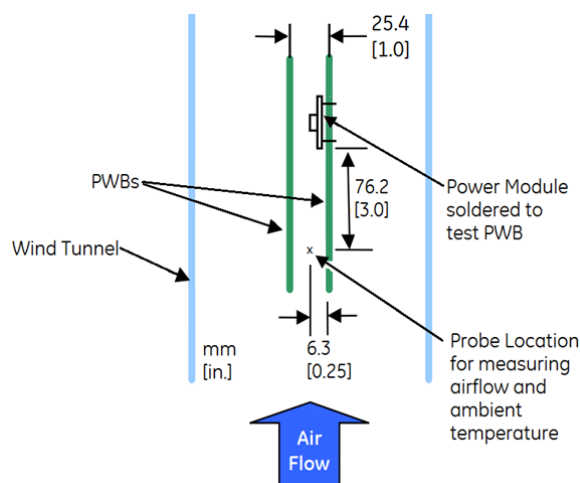 25.4
[1.0]
PWBs
76.2
[3.0]
Power Module
soldered to
test PWB
Wind Tunnel
x
mm
[in.]
6.3
[0.25]
Probe Location
for measuring
airflow and
ambient
temperature
Air
Flow